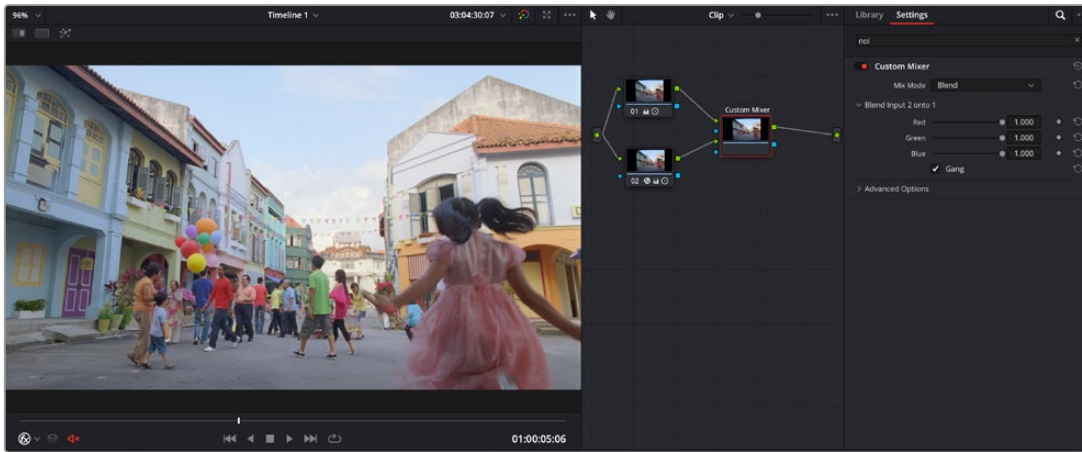 96%
Timeline 1
03:04:30:07
Clip
Library
Settings
noi
Custom Mixer
Mix Mode
Blend
Blend Input 2 onto 1
Red
1.000
Green
1.000
Blue
1.000
Gang
Advanced Options
01
Custom Mixer
02
fx
01:00:05:06